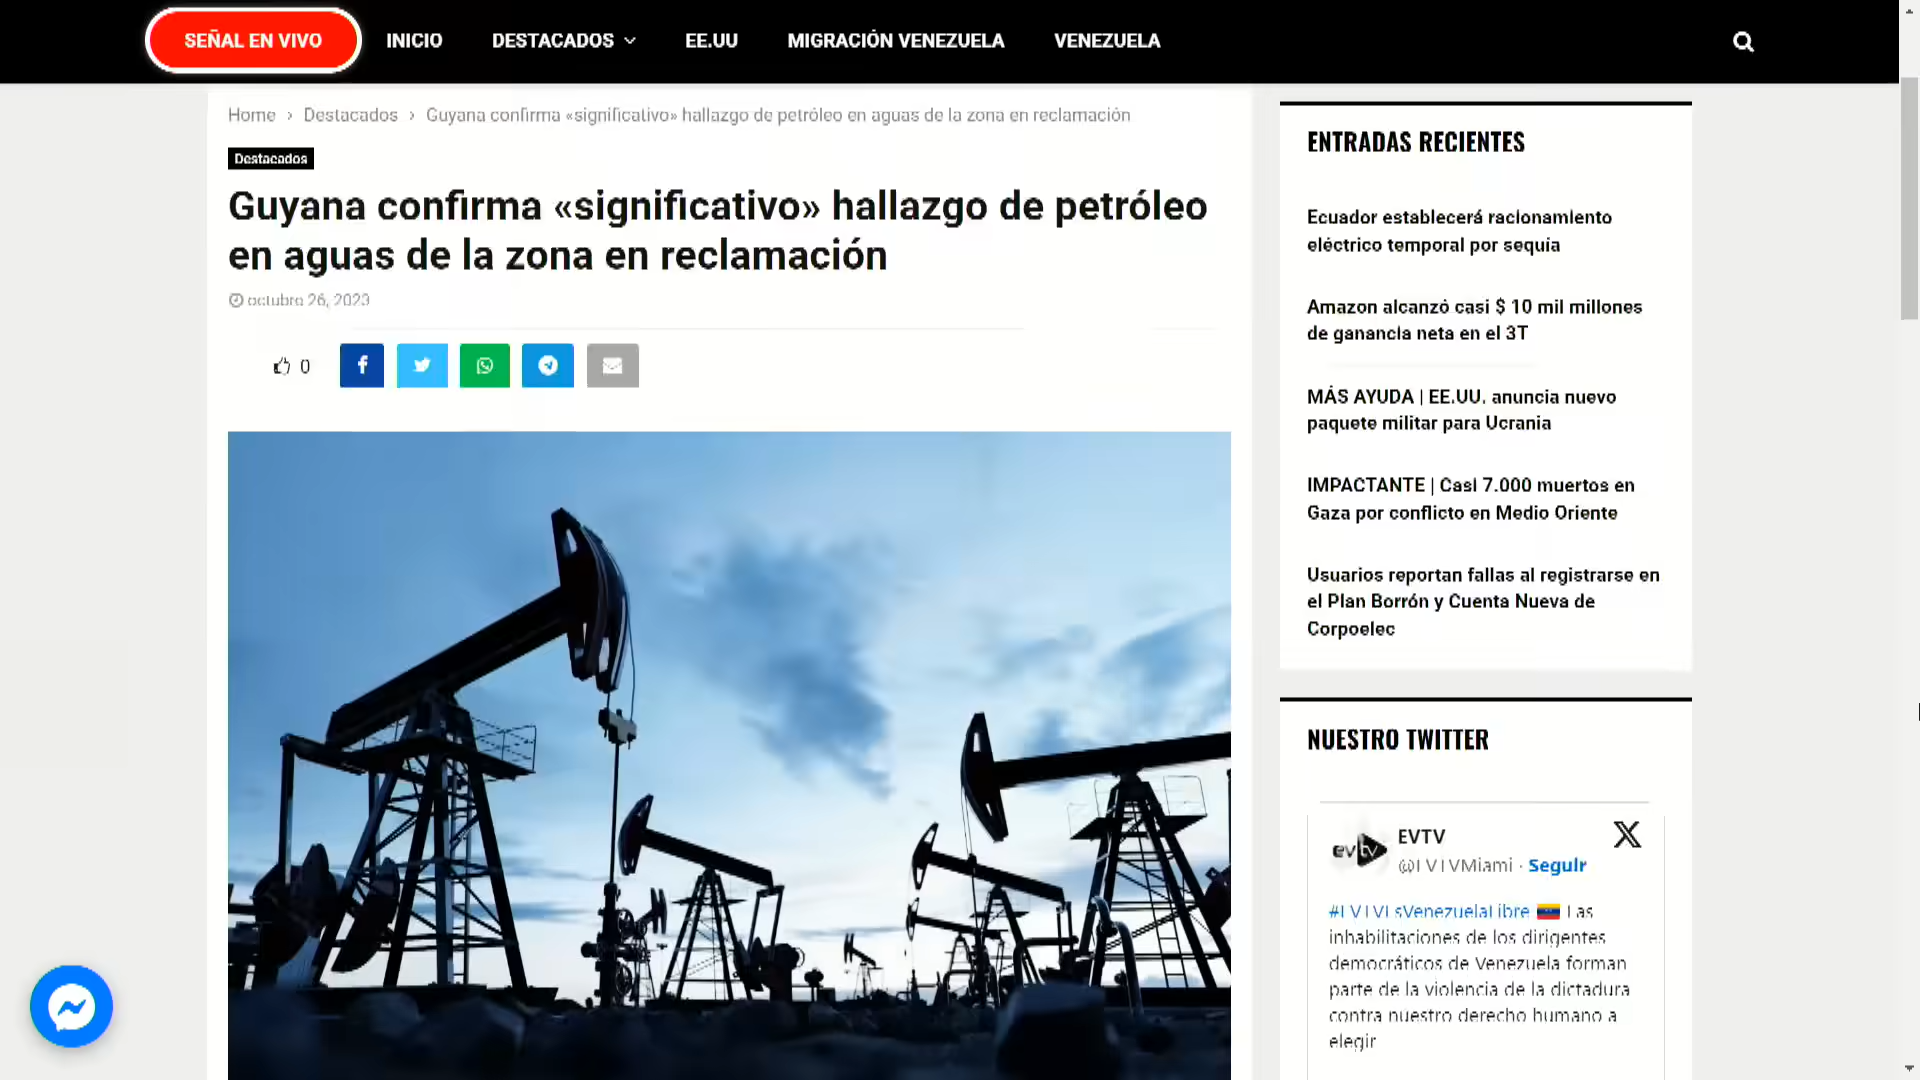 SEÑAL EN VIVO
INICIO
DESTACADOS
EE.UU
MIGRACIÓN VENEZUELA
VENEZUELA
Home › Destacados › Guyana confirma «significativo» hallazgo de petróleo en aguas de la zona en reclamación
Destacados
Guyana confirma «significativo» hallazgo de petróleo
en aguas de la zona en reclamación
octubre 26, 2023
0
ENTRADAS RECIENTES
Ecuador establecerá racionamiento
eléctrico temporal por sequía
Amazon alcanzó casi $ 10 mil millones
de ganancia neta en el 3T
MÁS AYUDA | EE.UU. anuncia nuevo
paquete militar para Ucrania
IMPACTANTE | Casi 7.000 muertos en
Gaza por conflicto en Medio Oriente
Usuarios reportan fallas al registrarse en
el Plan Borrón y Cuenta Nueva de
Corpoelec
NUESTRO TWITTER
evtv
EVTV
@EVTVMiami · Seguir
#EVTVEsVenezuelaLibre 🇻🇪 Las
inhabilitaciones de los dirigentes
democráticos de Venezuela forman
parte de la violencia de la dictadura
contra nuestro derecho humano a
elegir